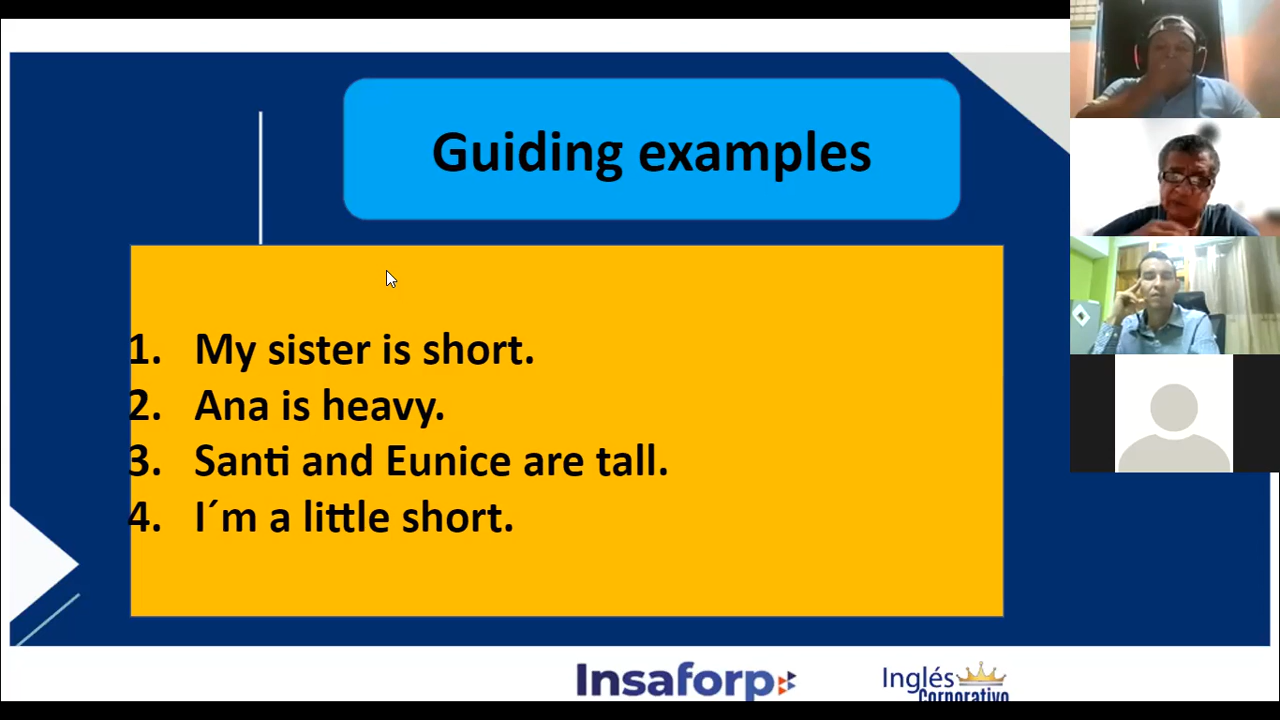 Guiding examples
1. My sister is short.
2. Ana is heavy.
3. Santi and Eunice are tall.
4. I´m a little short.
Insaforp
Inglés
Corporativo